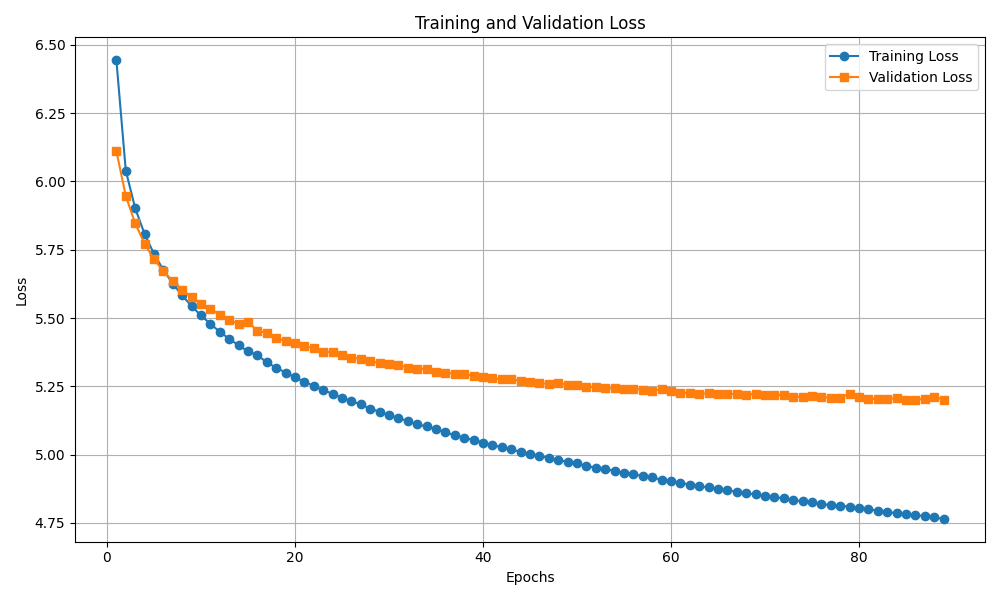 Training and Validation Loss
Training Loss
Validation Loss
6.50
6.25
6.00
5.75
5.50
5.25
5.00
4.75
Loss
0 20 40 60 80
Epochs